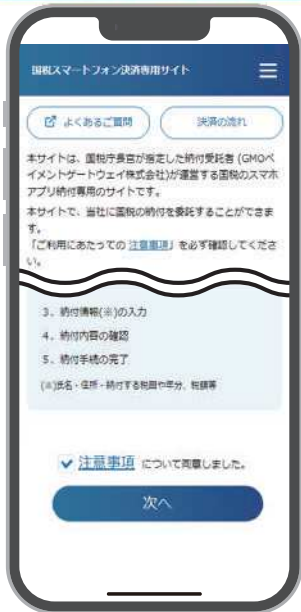 国税スマートフォン決済専用サイト
よくあるご質問
決済の流れ
本サイトは、国税庁長官が指定した納付受託者(GMOペ
イメントゲートウェイ株式会社)が運営する国税のスマホ
アプリ納付専用のサイトです。
本サイトで、当社に国税の納付を委託することができま
す。
「ご利用にあたっての 注意事項」を必ず確認してくださ
い。
3. 納付情報(※)の入力
4. 納付内容の確認
5. 納付手続の完了
(※)氏名・住所・納付する税目や年分、税額等
注意事項 について同意しました。
次へ